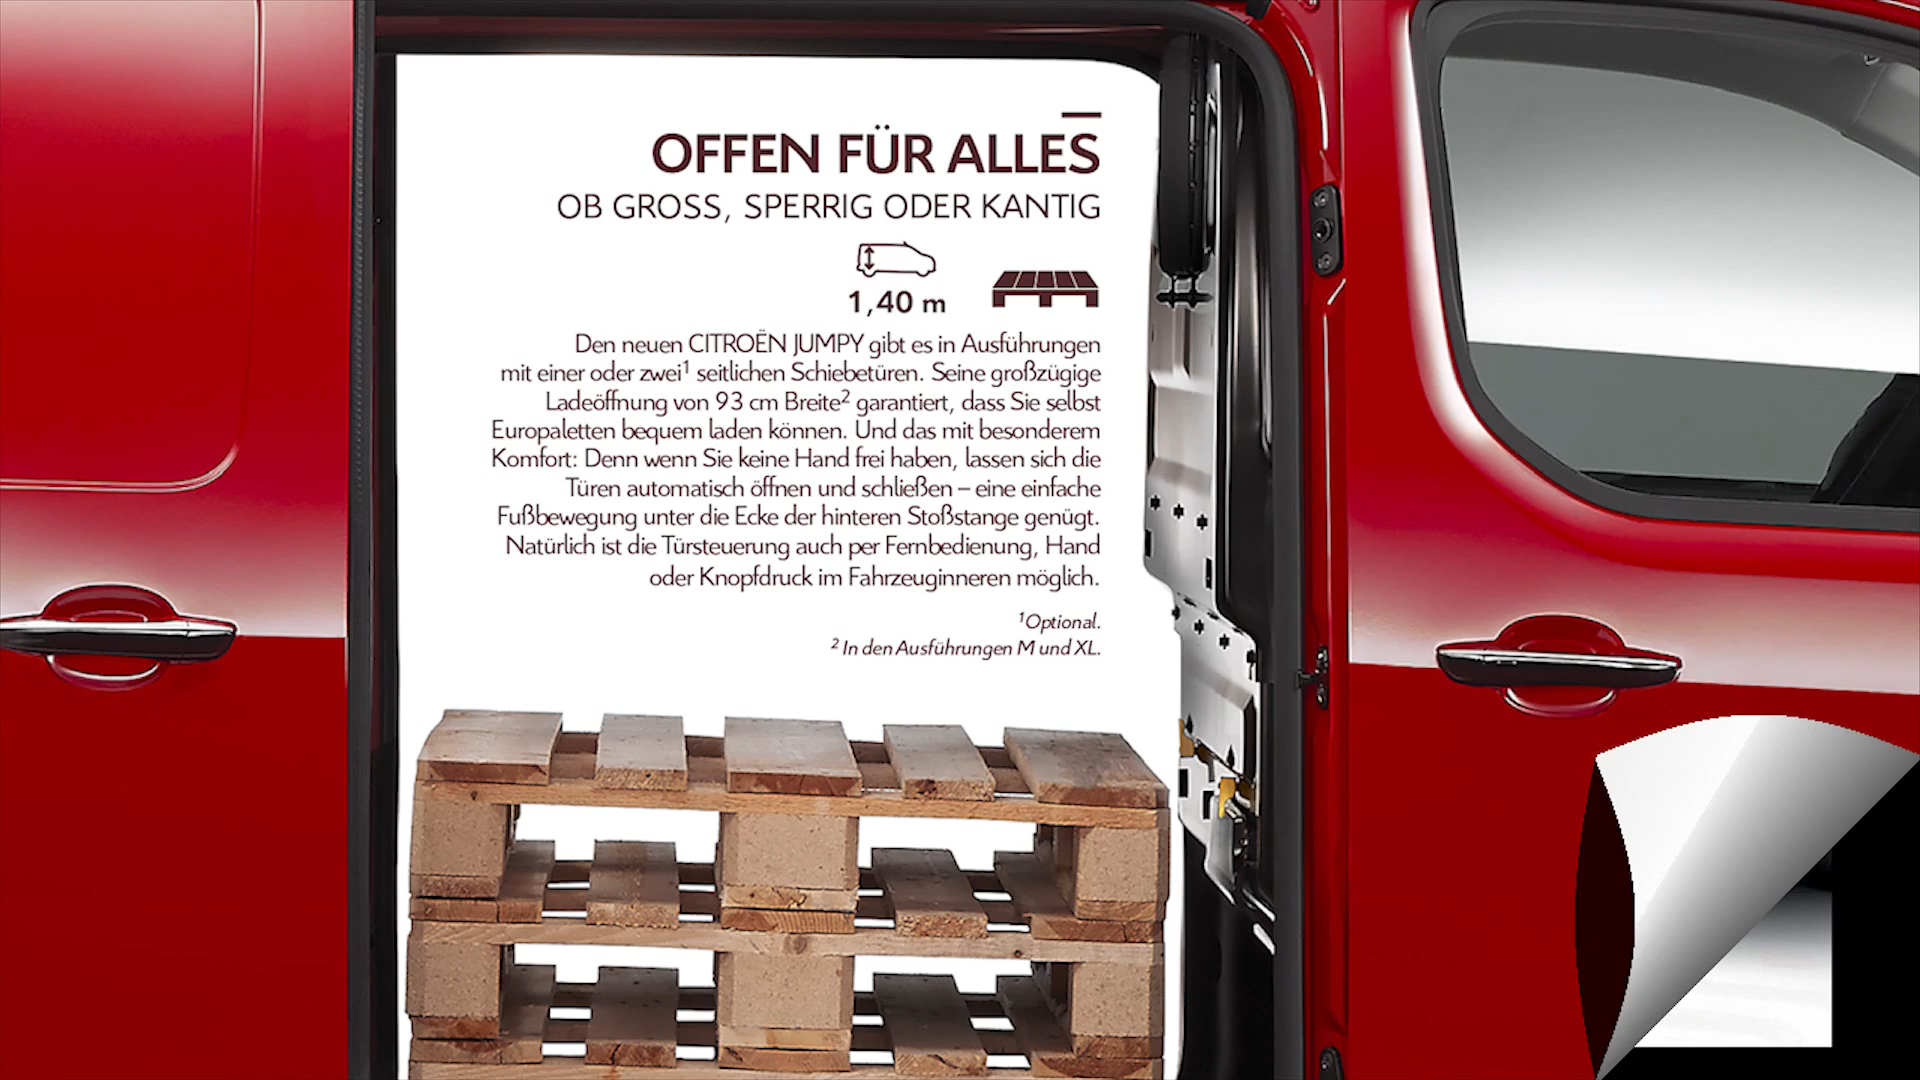 OFFEN FÜR ALLES
OB GROSS, SPERRIG ODER KANTIG
1,40 m
Den neuen CITROËN JUMPY gibt es in Ausführungen
mit einer oder zwei¹ seitlichen Schiebetüren. Seine großzügige
Ladeöffnung von 93 cm Breite² garantiert, dass Sie selbst
Europaletten bequem laden können. Und das mit besonderem
Komfort: Denn wenn Sie keine Hand frei haben, lassen sich die
Türen automatisch öffnen und schließen – eine einfache
Fußbewegung unter die Ecke der hinteren Stoßstange genügt.
Natürlich ist die Türsteuerung auch per Fernbedienung, Hand
oder Knopfdruck im Fahrzeuginneren möglich.
¹ Optional.
² In den Ausführungen M und XL.